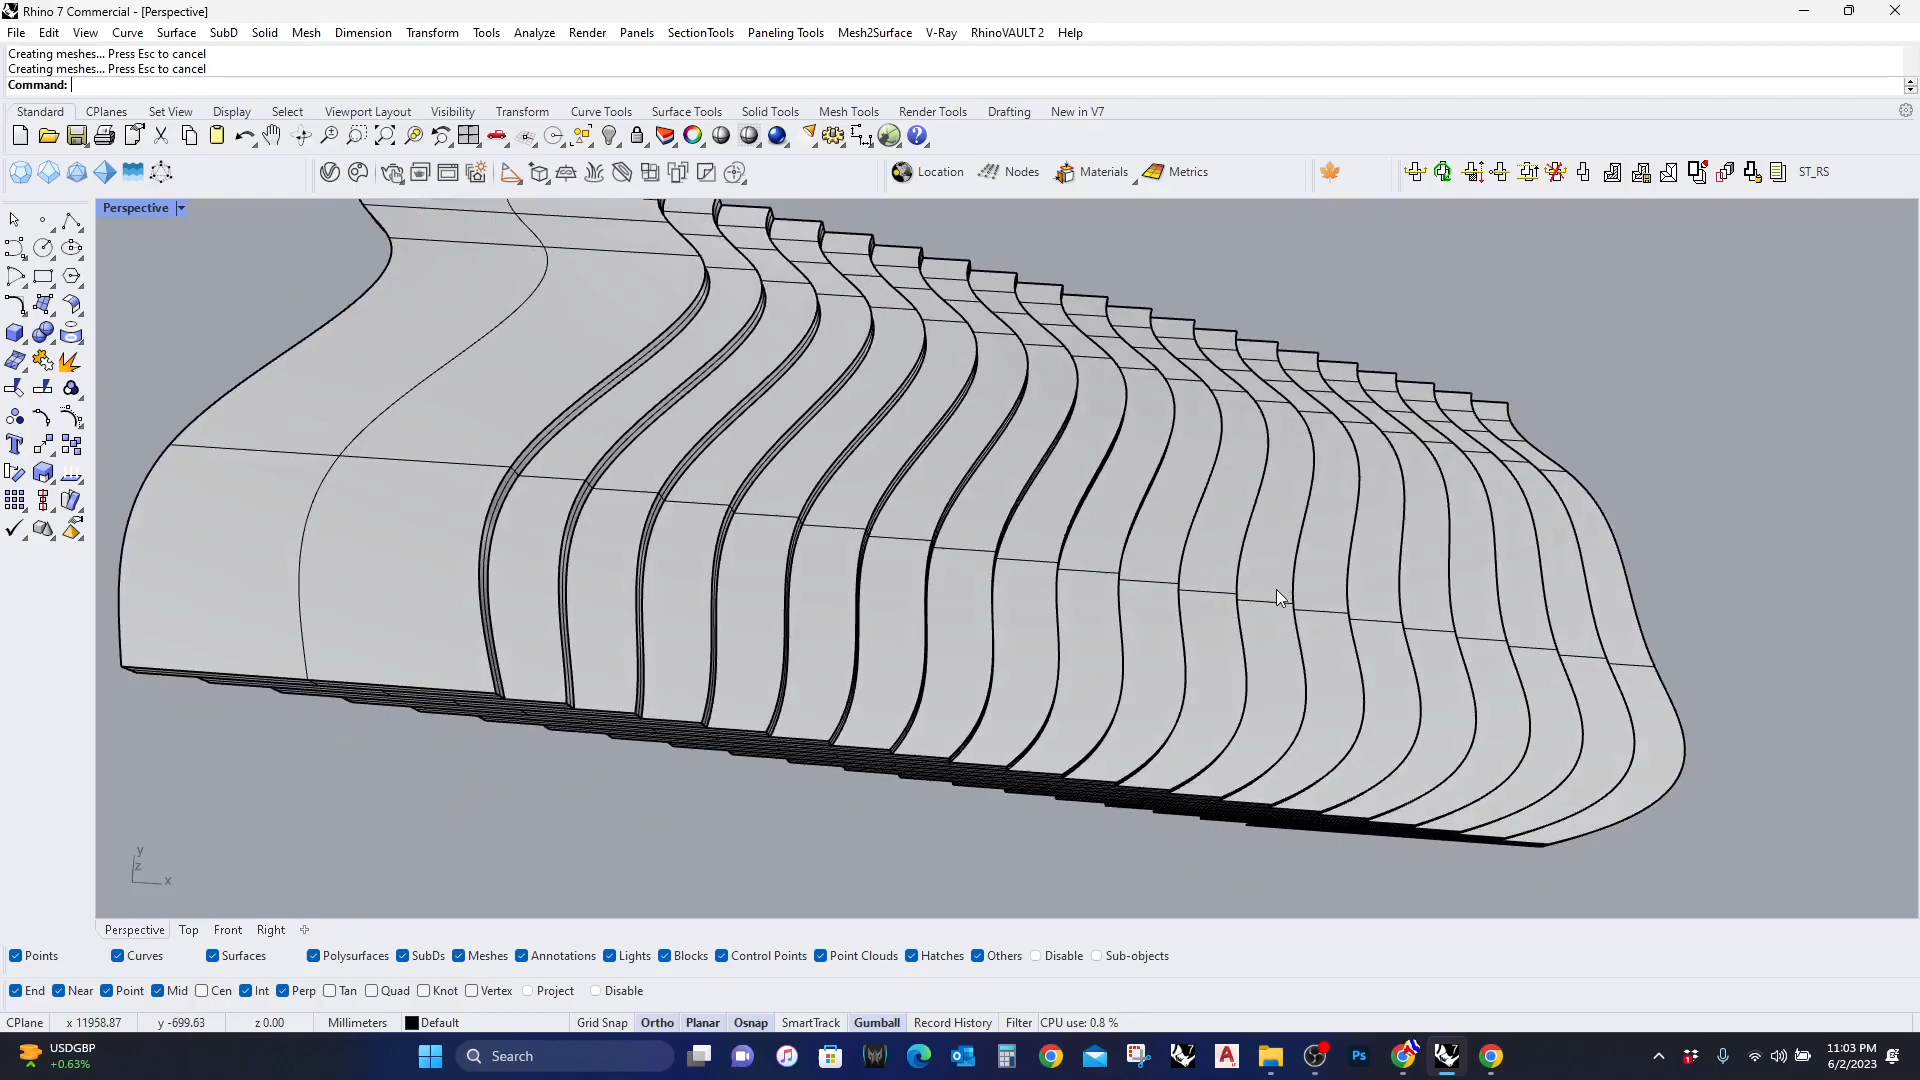 Rhino 7 Commercial - [Perspective]
File Edit View Curve Surface SubD Solid Mesh Dimension Transform Tools Analyze Render Panels SectionTools Paneling Tools Mesh2Surface V-Ray RhinoVAULT 2 Help
Creating meshes... Press Esc to cancel
Creating meshes... Press Esc to cancel
Command:
Standard CPlanes Set View Display Select Viewport Layout Visibility Transform Curve Tools Surface Tools Solid Tools Mesh Tools Render Tools Drafting New in V7
Location Nodes Materials Metrics ST_RS
Perspective
y
z
x
Perspective Top Front Right
Points Curves Surfaces Polysurfaces SubDs Meshes Annotations Lights Blocks Control Points Point Clouds Hatches Others Disable Sub-objects
End Near Point Mid Cen Int Perp Tan Quad Knot Vertex Project Disable
CPlane x 11958.87 y -699.63 z 0.00 Millimeters Default Grid Snap Ortho Planar Osnap SmartTrack Gumball Record History Filter CPU use: 0.8 %
USDGBP
+0.63%
Search
Ps
11:03 PM
6/2/2023